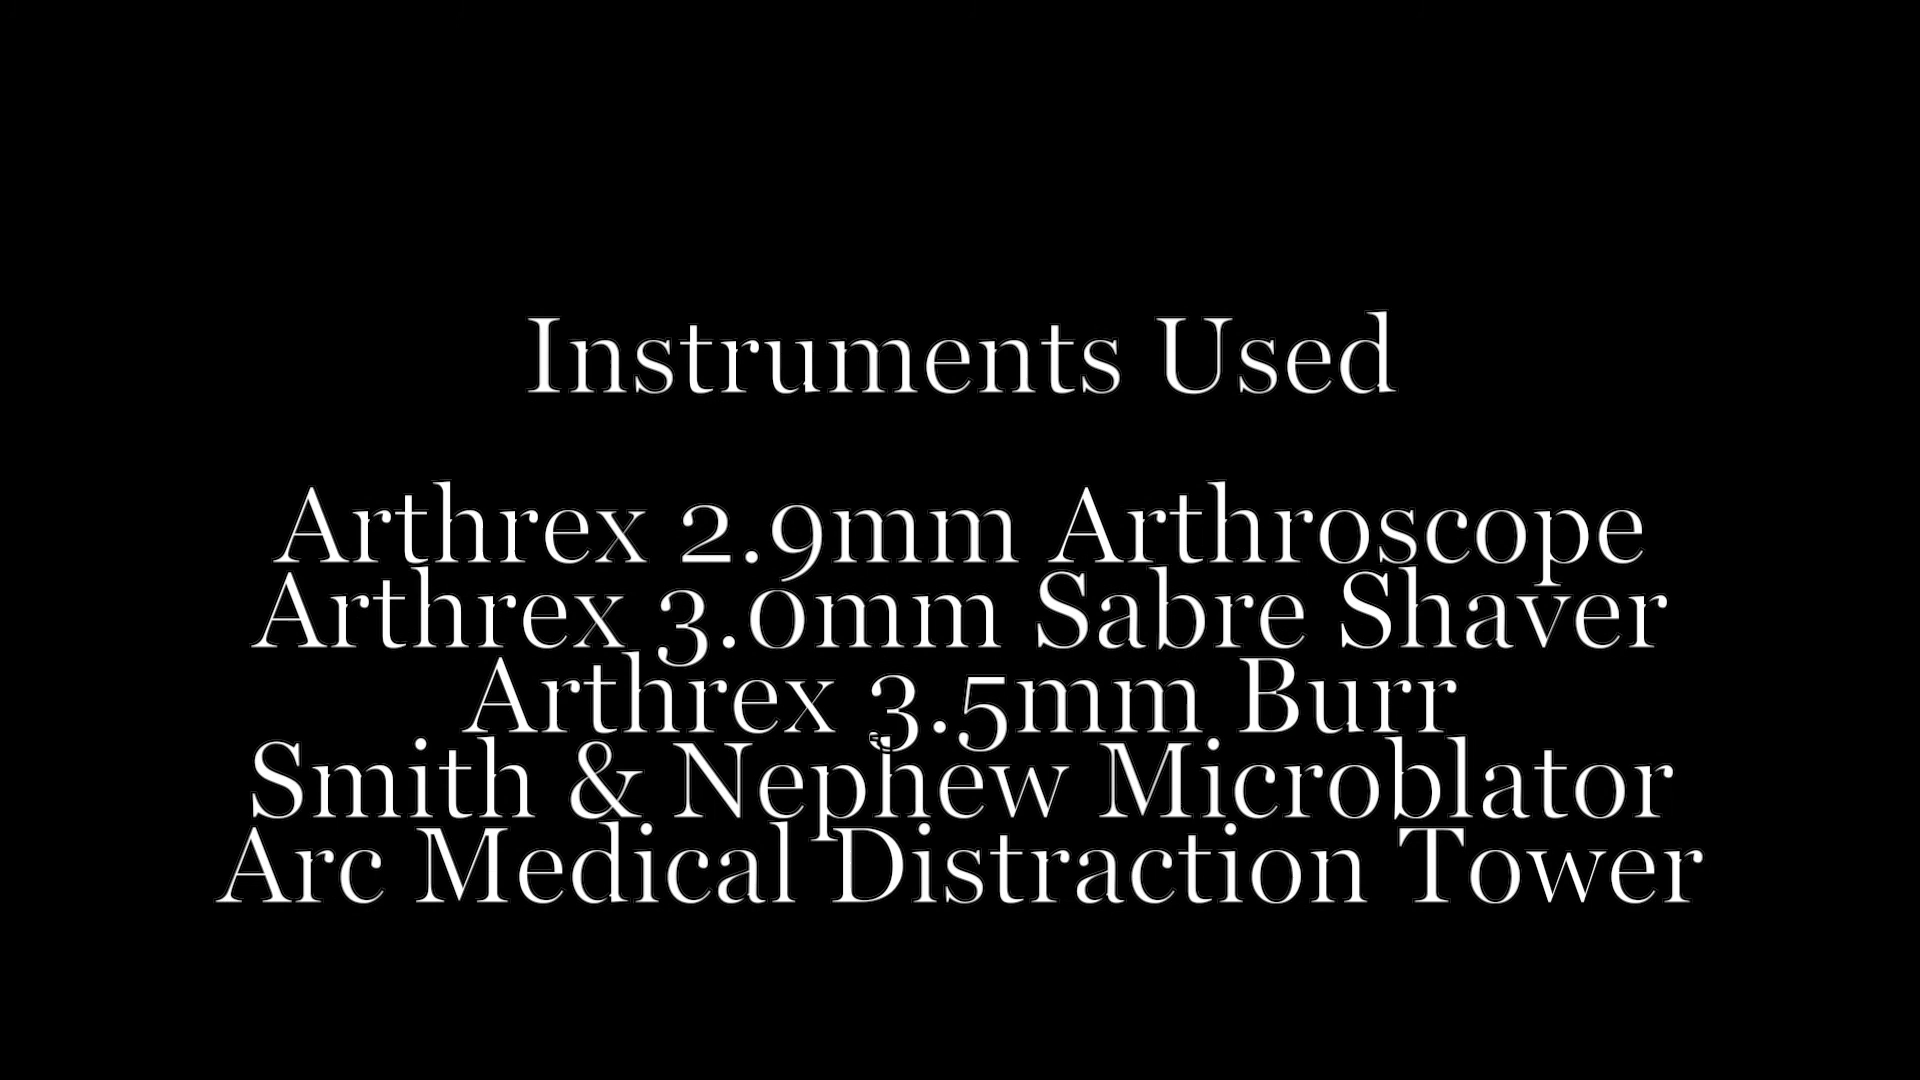 Instruments Used
Arthrex 2.9mm Arthroscope
Arthrex 3.0mm Sabre Shaver
Arthrex 3.5mm Burr
Smith & Nephew Microblator
Arc Medical Distraction Tower